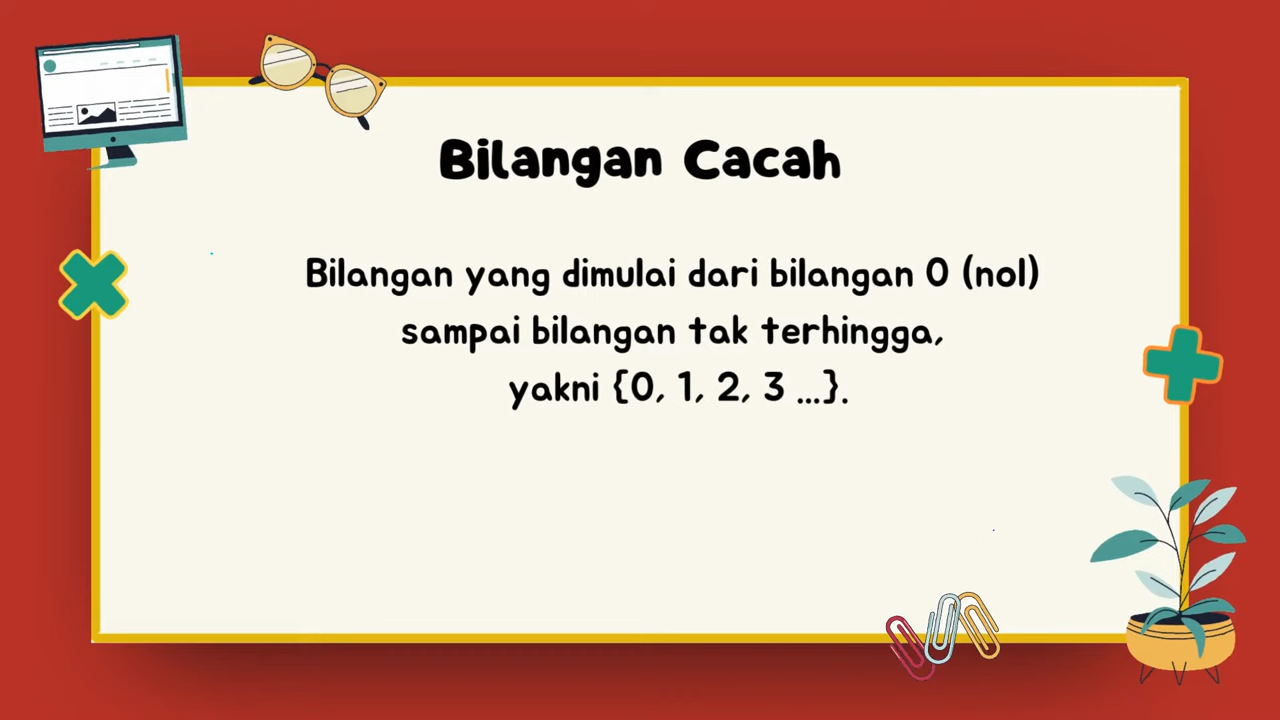 Bilangan Cacah
Bilangan yang dimulai dari bilangan 0 (nol)
sampai bilangan tak terhingga,
yakni {0, 1, 2, 3 ...}.